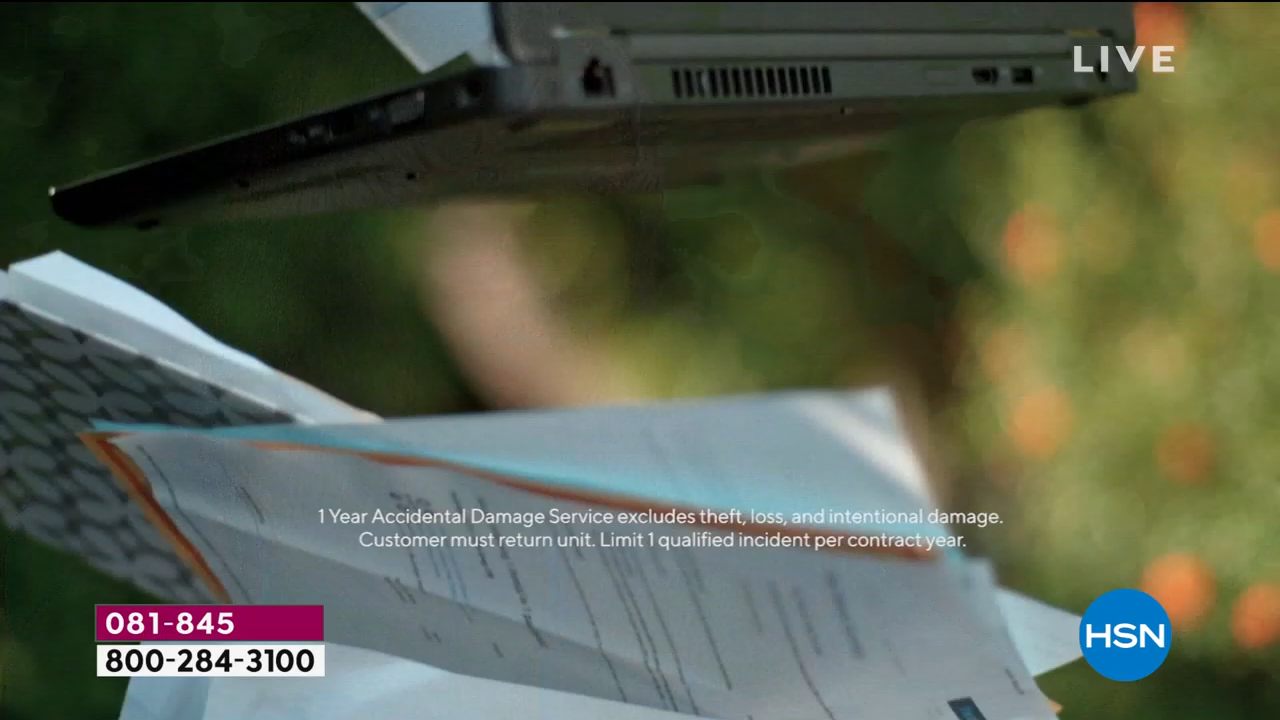 LIVE
1 Year Accidental Damage Service excludes theft, loss, and intentional damage.
Customer must return unit. Limit 1 qualified incident per contract year.
081-845
800-284-3100
HSN